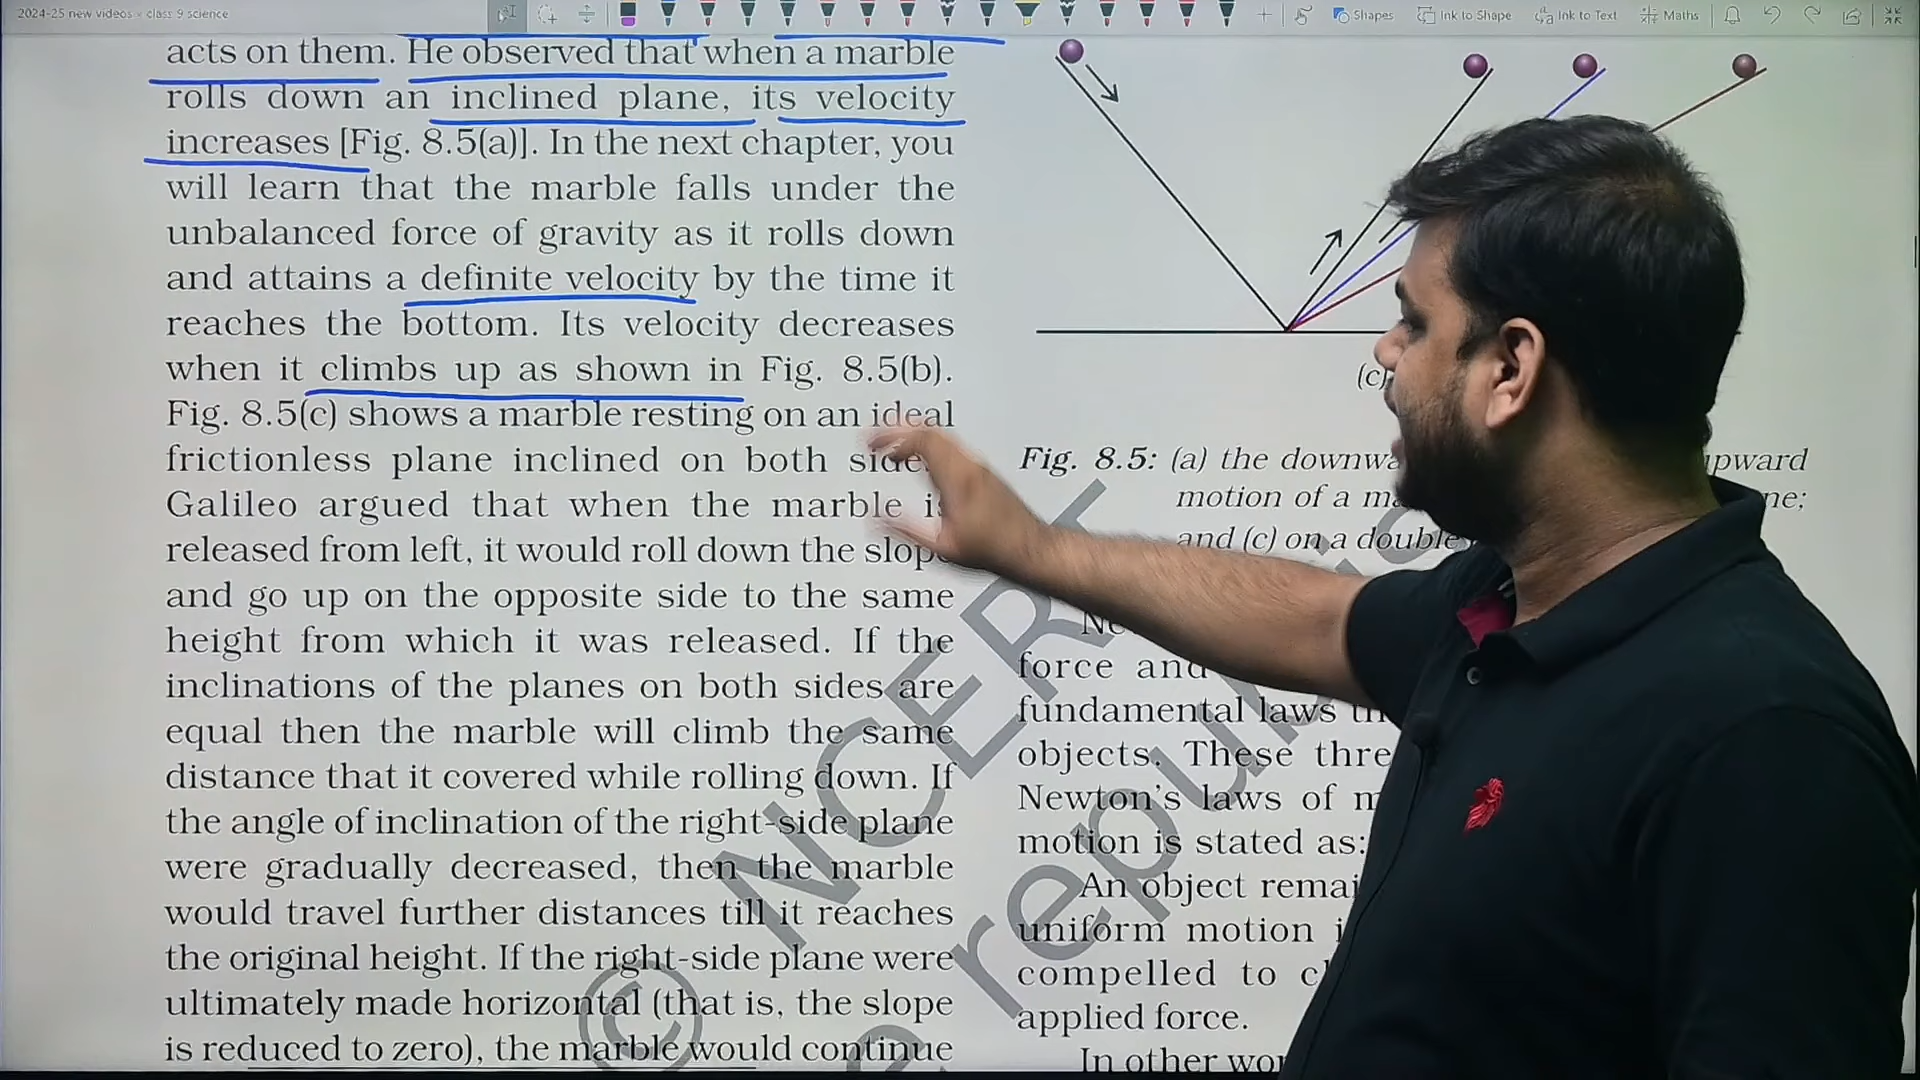 2024-25 new videos » class 9 science
Shapes
Ink to Shape
Ink to Text
Maths
acts on them. He observed that when a marble
rolls down an inclined plane, its velocity
increases [Fig. 8.5(a)]. In the next chapter, you
will learn that the marble falls under the
unbalanced force of gravity as it rolls down
and attains a definite velocity by the time it
reaches the bottom. Its velocity decreases
when it climbs up as shown in Fig. 8.5(b).
Fig. 8.5(c) shows a marble resting on an ideal
frictionless plane inclined on both
Galileo argued that when the marble
released from left, it would roll down the slope
and go up on the opposite side to the same
height from which it was released. If the
inclinations of the planes on both sides are
equal then the marble will climb the same
distance that it covered while rolling down. If
the angle of inclination of the right-side plane
were gradually decreased, then the marble
would travel further distances till it reaches
the original height. If the right-side plane were
ultimately made horizontal (that is, the slope
is reduced to zero), the marble would continue
(c)
Fig. 8.5: (a) the upward
motion of a
and (c) on a double
force and
fundamental laws
objects. These
Newton's laws of
motion is stated as:
An object
uniform motion
compelled to
applied force.
In other
© NCERT
republis